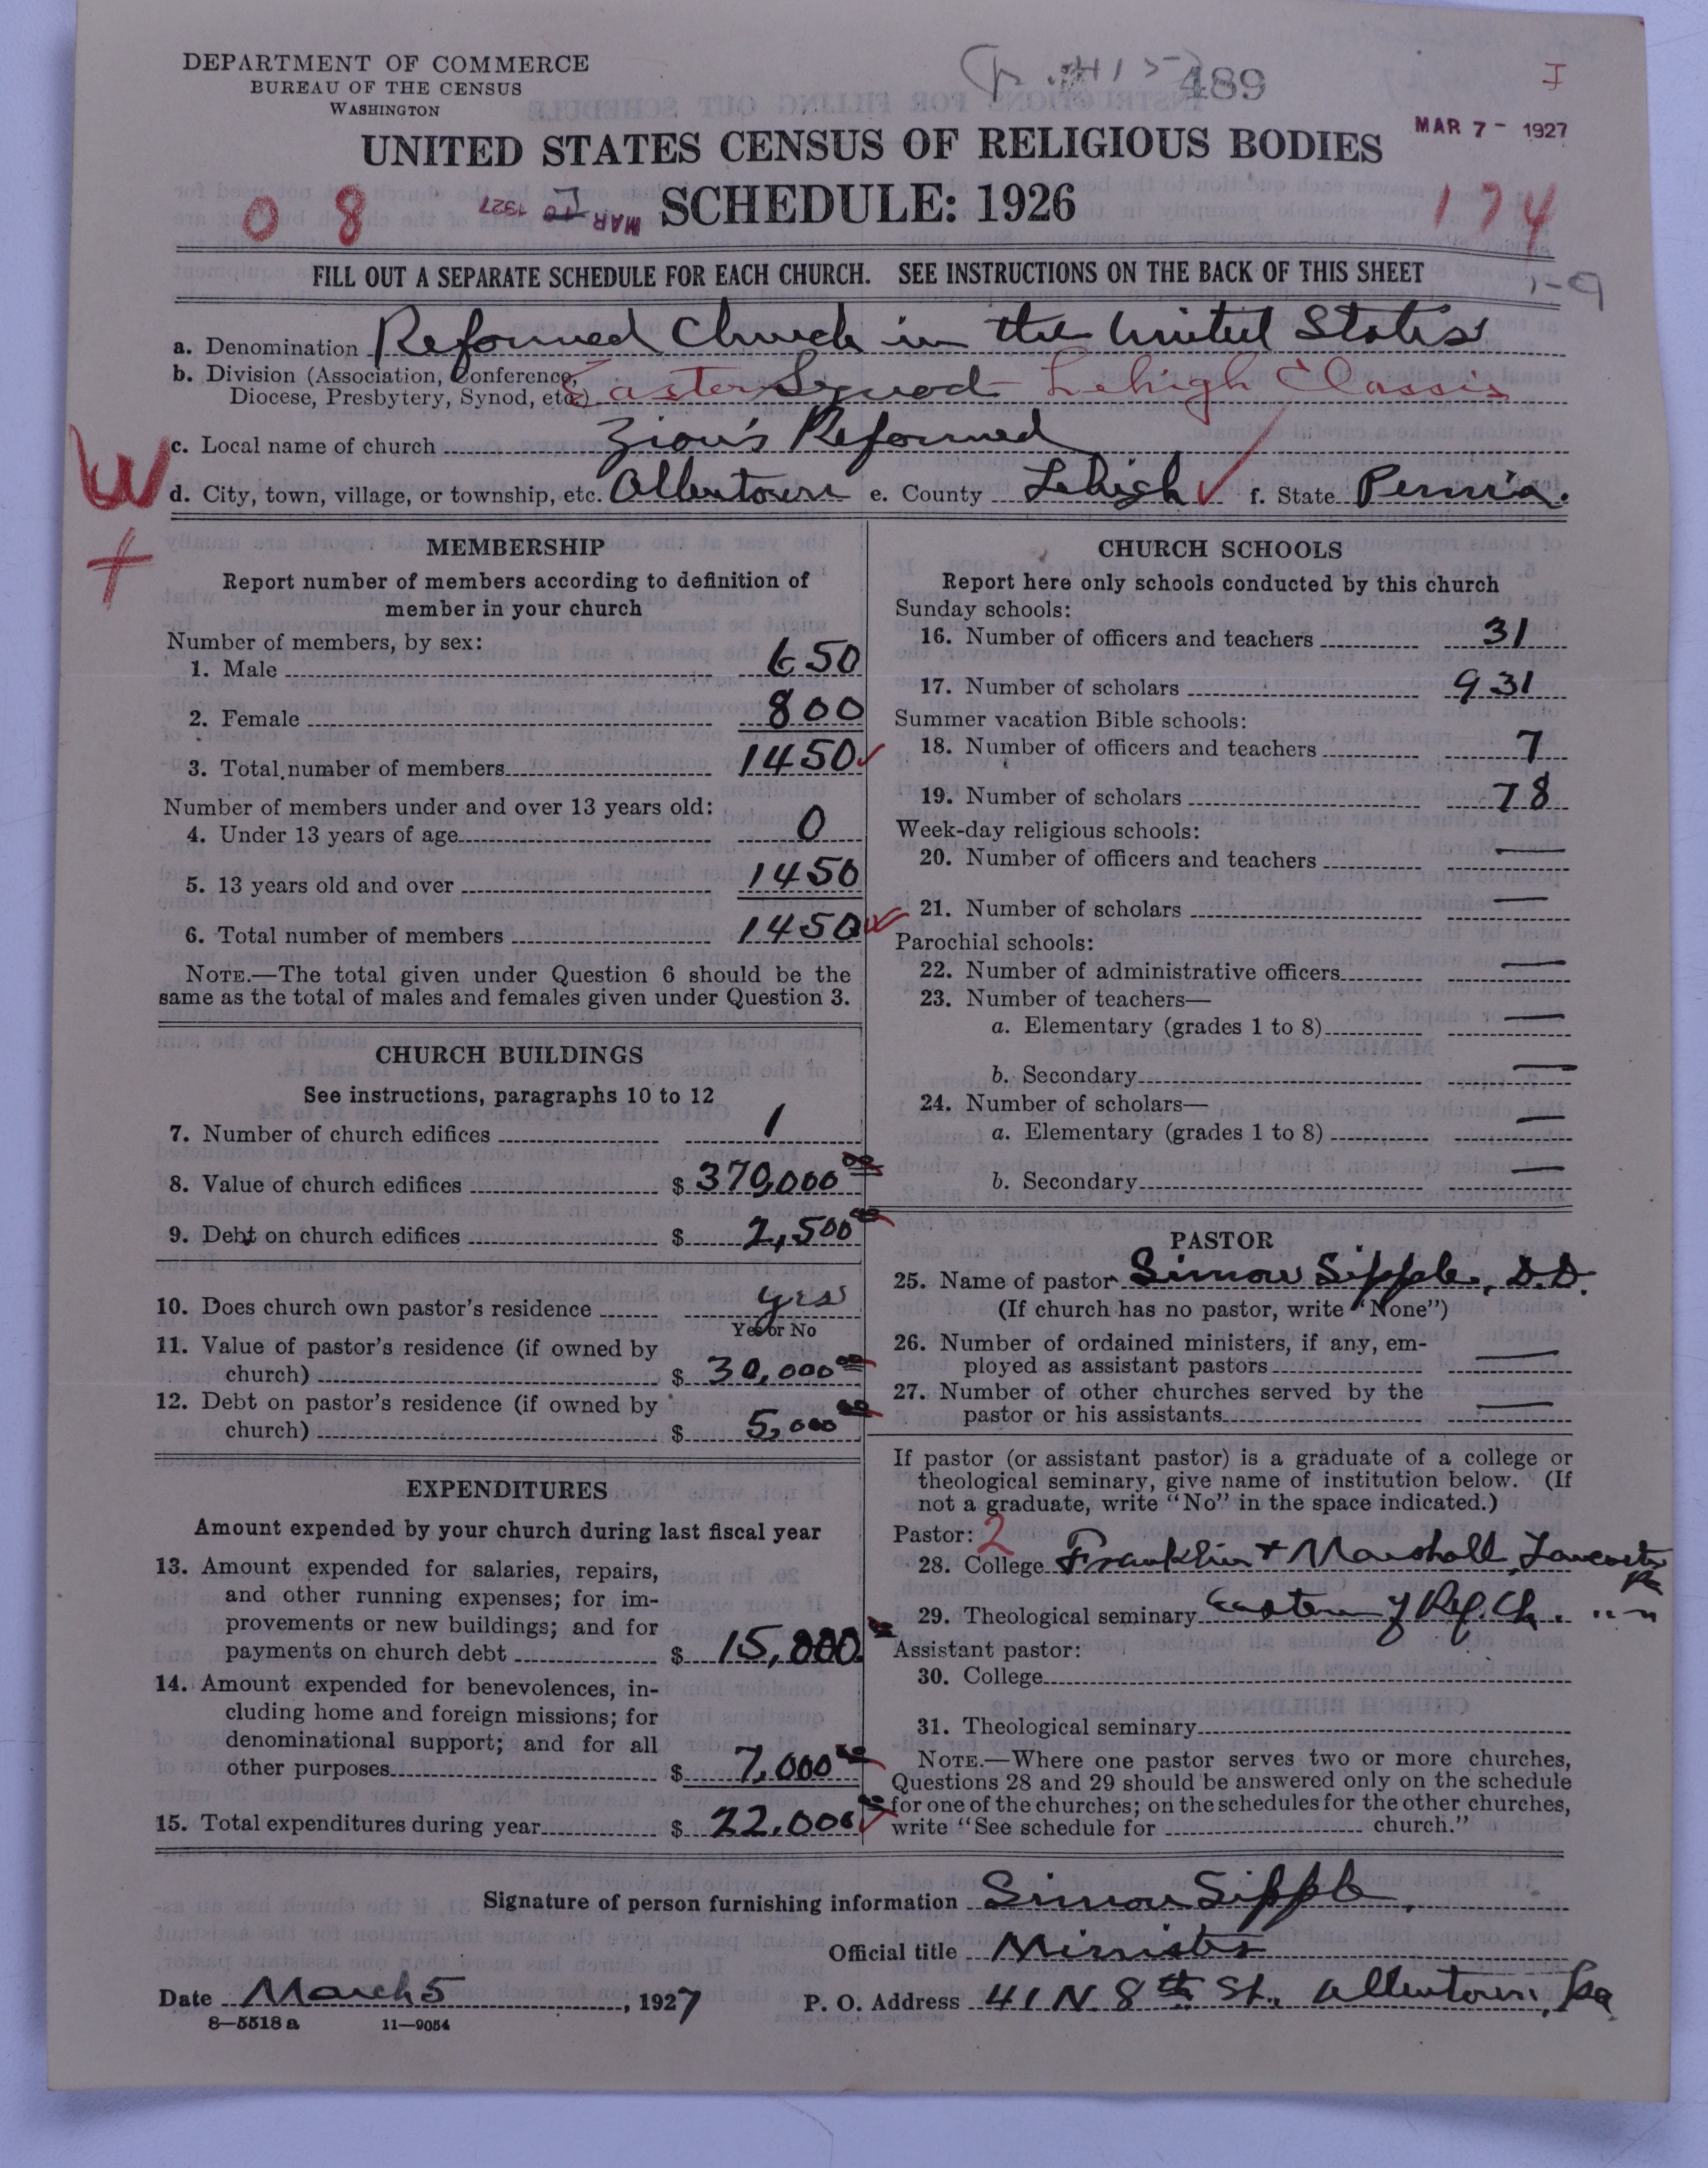 DEPARTMENT OF COMMERCE
BUREAU OF THE CENSUS
WASHINGTON
489
I
MAR 7 - 1927
UNITED STATES CENSUS OF RELIGIOUS BODIES
0 8 MAR 10 1927 SCHEDULE: 1926 174
FILL OUT A SEPARATE SCHEDULE FOR EACH CHURCH. SEE INSTRUCTIONS ON THE BACK OF THIS SHEET
a. Denomination Reformed Church in the United States
b. Division (Association, Conference, Eastern Synod - Lehigh Classis
Diocese, Presbytery, Synod, etc.)
c. Local name of church Zion's Reformed
W
d. City, town, village, or township, etc. Allentown e. County Lehigh f. State Penn'a.
+
MEMBERSHIP
Report number of members according to definition of
member in your church
Number of members, by sex:
1. Male 650
2. Female 800
3. Total number of members 1450
Number of members under and over 13 years old:
4. Under 13 years of age 0
5. 13 years old and over 1450
6. Total number of members 1450
NOTE.—The total given under Question 6 should be the
same as the total of males and females given under Question 3.
CHURCH BUILDINGS
See instructions, paragraphs 10 to 12
7. Number of church edifices 1
8. Value of church edifices $ 370,000 00
9. Debt on church edifices $ 2,500 00
10. Does church own pastor's residence yes
Yes or No
11. Value of pastor's residence (if owned by
church) $ 30,000 00
12. Debt on pastor's residence (if owned by
church) $ 5,000 00
EXPENDITURES
Amount expended by your church during last fiscal year
13. Amount expended for salaries, repairs,
and other running expenses; for im-
provements or new buildings; and for
payments on church debt $ 15,000.
14. Amount expended for benevolences, in-
cluding home and foreign missions; for
denominational support; and for all
other purposes $ 7,000 00
15. Total expenditures during year $ 22,000 00
CHURCH SCHOOLS
Report here only schools conducted by this church
Sunday schools:
16. Number of officers and teachers 31
17. Number of scholars 931
Summer vacation Bible schools:
18. Number of officers and teachers 7
19. Number of scholars 78
Week-day religious schools:
20. Number of officers and teachers —
21. Number of scholars —
Parochial schools:
22. Number of administrative officers —
23. Number of teachers—
a. Elementary (grades 1 to 8) —
b. Secondary —
24. Number of scholars—
a. Elementary (grades 1 to 8) —
b. Secondary —
PASTOR
25. Name of pastor Simon Sipple, D.D.
(If church has no pastor, write "None")
26. Number of ordained ministers, if any, em-
ployed as assistant pastors —
27. Number of other churches served by the
pastor or his assistants —
If pastor (or assistant pastor) is a graduate of a college or
theological seminary, give name of institution below. (If
not a graduate, write "No" in the space indicated.)
Pastor: 2
28. College Franklin + Marshall, Lancaster
Pa
29. Theological seminary Eastern of Ref. Ch. " "
Assistant pastor:
30. College
31. Theological seminary
NOTE.—Where one pastor serves two or more churches,
Questions 28 and 29 should be answered only on the schedule
for one of the churches; on the schedules for the other churches,
write "See schedule for church."
Signature of person furnishing information Simon Sipple.
Official title Minister
Date March 5, 1927 P. O. Address 41 N. 8th St. Allentown, Pa
8—5518 a 11—9054